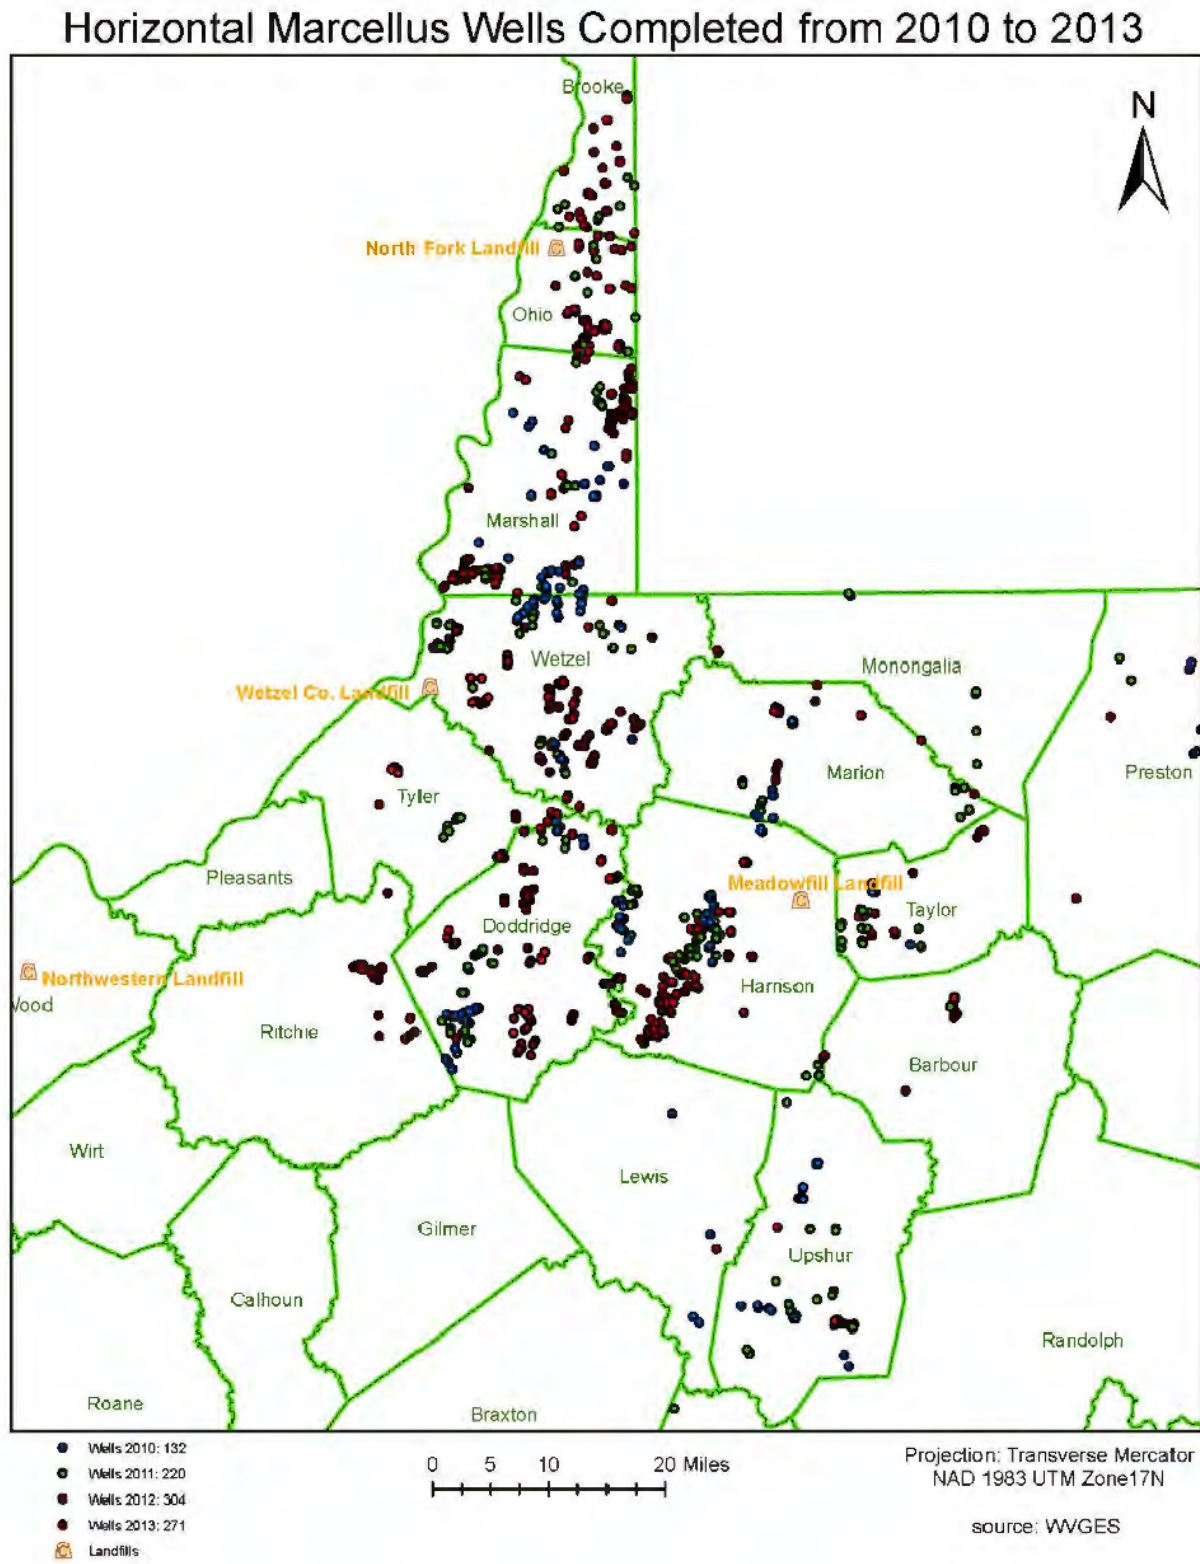 Horizontal Marcellus Wells Completed from 2010 to 2013
Brooke
N
North Fork Landfill
C
Ohio
Marshall
Wetzel
Monongalia
Wetzel Co. Landfill
C
Marion
Preston
Tyler
Pleasants
Meadowfill Landfill
C
Taylor
Doddridge
C
Northwestern Landfill
Wood
Harrison
Ritchie
Barbour
Wirt
Lewis
Gilmer
Upshur
Calhoun
Randolph
Roane
Braxton
Wells 2010: 132
Wells 2011: 220
Wells 2012: 304
Wells 2013: 271
C Landfills
0 5 10 20 Miles
Projection: Transverse Mercator
NAD 1983 UTM Zone17N
source: WVGES